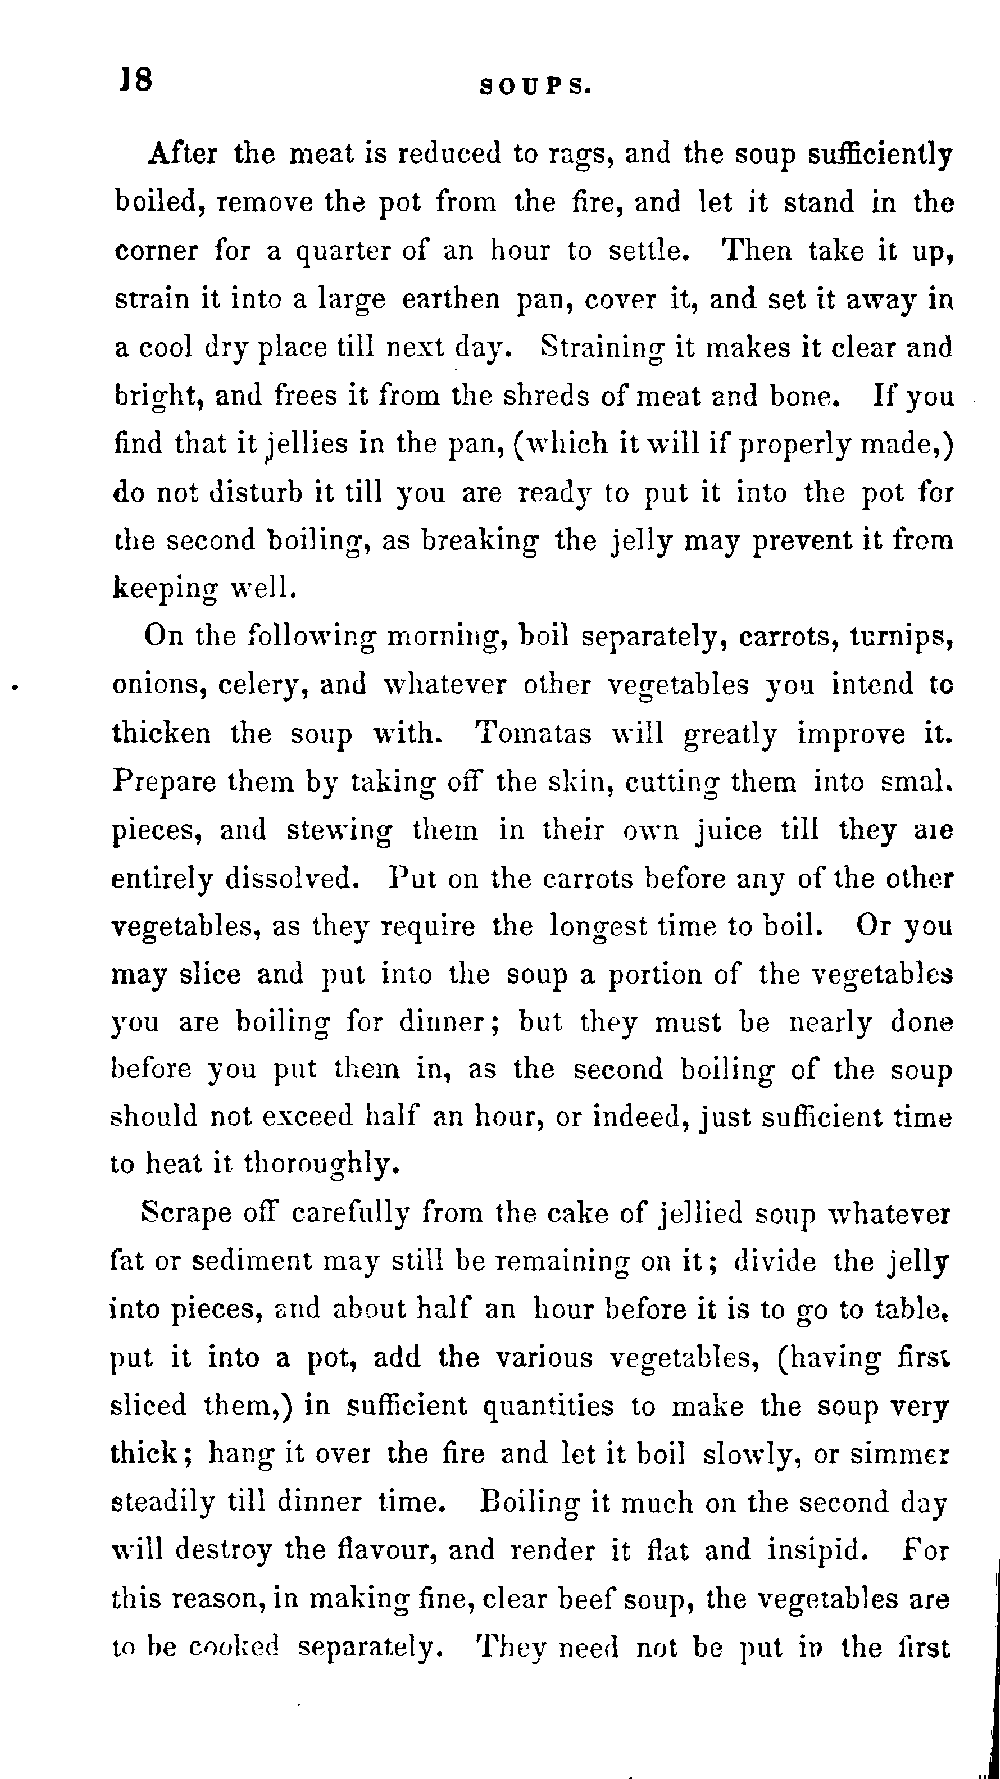 18
SOUPS.
After the meat is reduced to rags, and the soup sufficiently
boiled, remove the pot from the fire, and let it stand in the
corner for a quarter of an hour to settle. Then take it up,
strain it into a large earthen pan, cover it, and set it away in
a cool dry place till next day. Straining it makes it clear and
bright, and frees it from the shreds of meat and bone. If you
find that it jellies in the pan, (which it will if properly made,)
do not disturb it till you are ready to put it into the pot for
the second boiling, as breaking the jelly may prevent it from
keeping well.
On the following morning, boil separately, carrots, turnips,
onions, celery, and whatever other vegetables you intend to
thicken the soup with. Tomatas will greatly improve it.
Prepare them by taking off the skin, cutting them into smal.
pieces, and stewing them in their own juice till they are
entirely dissolved. Put on the carrots before any of the other
vegetables, as they require the longest time to boil. Or you
may slice and put into the soup a portion of the vegetables
you are boiling for dinner; but they must be nearly done
before you put them in, as the second boiling of the soup
should not exceed half an hour, or indeed, just sufficient time
to heat it thoroughly.
Scrape off carefully from the cake of jellied soup whatever
fat or sediment may still be remaining on it; divide the jelly
into pieces, and about half an hour before it is to go to table,
put it into a pot, add the various vegetables, (having first
sliced them,) in sufficient quantities to make the soup very
thick; hang it over the fire and let it boil slowly, or simmer
steadily till dinner time. Boiling it much on the second day
will destroy the flavour, and render it flat and insipid. For
this reason, in making fine, clear beef soup, the vegetables are
to be cooked separately. They need not be put in the first